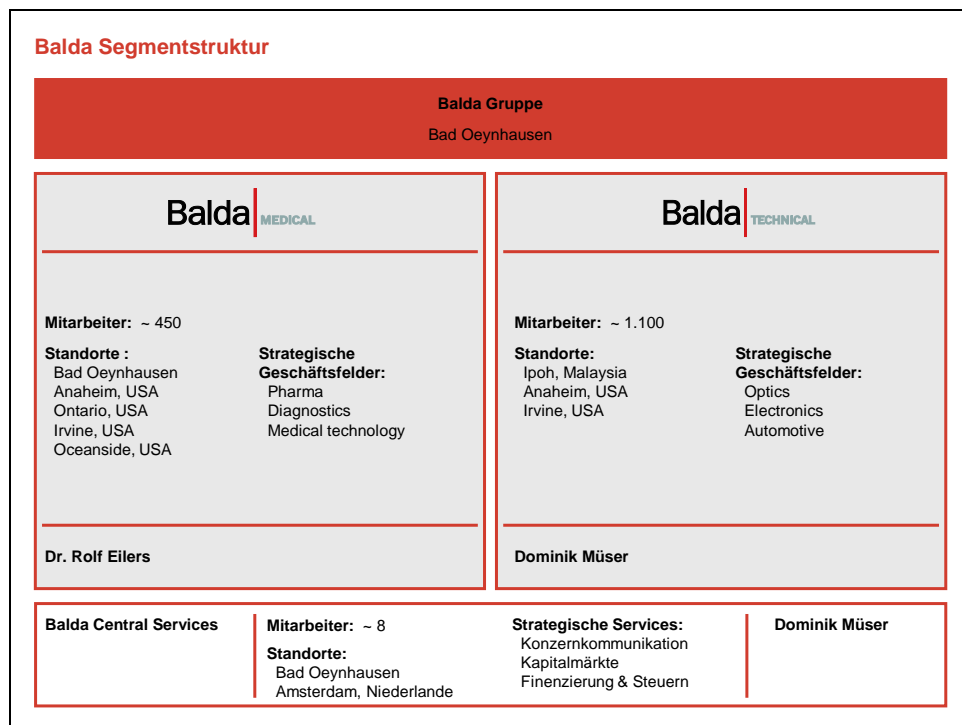 Balda Segmentstruktur
Balda Gruppe
Bad Oeynhausen
Balda MEDICAL
Mitarbeiter: ~ 450
Standorte :
Bad Oeynhausen
Anaheim, USA
Ontario, USA
Irvine, USA
Oceanside, USA
Strategische
Geschäftsfelder:
Pharma
Diagnostics
Medical technology
Dr. Rolf Eilers
Balda TECHNICAL
Mitarbeiter: ~ 1.100
Standorte:
Ipoh, Malaysia
Anaheim, USA
Irvine, USA
Strategische
Geschäftsfelder:
Optics
Electronics
Automotive
Dominik Müser
Balda Central Services
Mitarbeiter: ~ 8
Standorte:
Bad Oeynhausen
Amsterdam, Niederlande
Strategische Services:
Konzernkommunikation
Kapitalmärkte
Finenzierung & Steuern
Dominik Müser